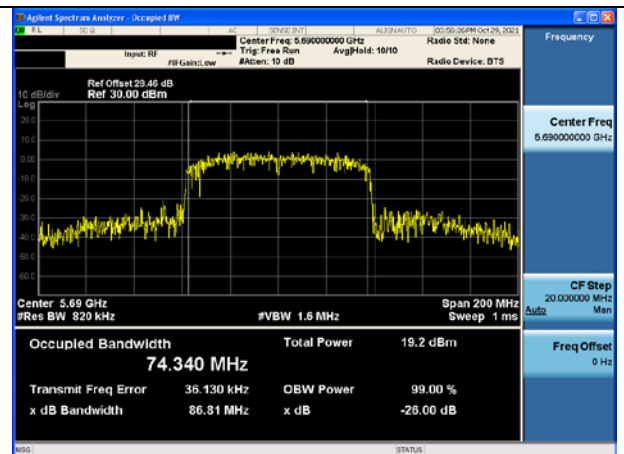 Agilent Spectrum Analyzer - Occupied BW
50 Ω AC SENSE:INT ALIGNAUTO 00:56:26PM Oct 29, 2021
Center Freq: 5.690000000 GHz Radio Std: None Frequency
Input: RF Trig: Free Run Avg|Hold: 10/10
#IFGain:Low #Atten: 10 dB Radio Device: BTS
Ref Offset 29.46 dB
10 dB/div Ref 30.00 dBm
Log
20.0
10.0
0.00
-10.0
-20.0
-30.0
-40.0
-50.0
-60.0
Center Freq
5.690000000 GHz
Center 5.69 GHz Span 200 MHz
#Res BW 820 kHz #VBW 1.6 MHz Sweep 1 ms
CF Step
20.000000 MHz
Auto Man
Occupied Bandwidth Total Power 19.2 dBm
74.340 MHz
Transmit Freq Error 36.130 kHz OBW Power 99.00 %
x dB Bandwidth 86.81 MHz x dB -26.00 dB
Freq Offset
0 Hz
MSG STATUS